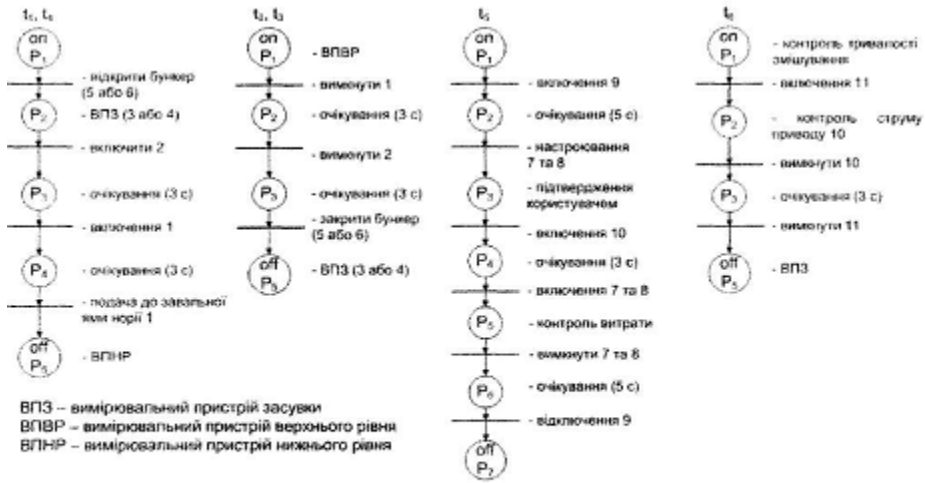 t₁, t₄
on
P₁
- відкрити бункер
(5 або 6)
P₂
- ВПЗ (3 або 4)
- включити 2
P₃
- очікування (3 с)
- включення 1
P₄
- очікування (3 с)
- подача до завальної
ями норії 1
off
P₅
- ВПНР
t₂, t₃
on
P₁
- ВПВР
- вимкнути 1
P₂
- очікування (3 с)
- вимкнути 2
P₃
- очікування (3 с)
- закрити бункер
(5 або 6)
off
P₅
- ВПЗ (3 або 4)
t₅
on
P₁
- включення 9
P₂
- очікування (5 с)
- настроювання
7 та 8
P₃
- підтвердження
користувачем
- включення 10
P₄
- очікування (3 с)
- включення 7 та 8
P₅
- контроль витрати
- вимкнути 7 та 8
P₆
- очікування (5 с)
- відключення 9
off
P₇
t₆
on
P₁
- контроль тривалості
змішування
- включення 11
P₂
- контроль струму
приводу 10
- вимкнути 10
P₃
- очікування (3 с)
- вимкнути 11
off
P₅
- ВПЗ
ВПЗ – вимірювальний пристрій засувки
ВПВР – вимірювальний пристрій верхнього рівня
ВПНР – вимірювальний пристрій нижнього рівня